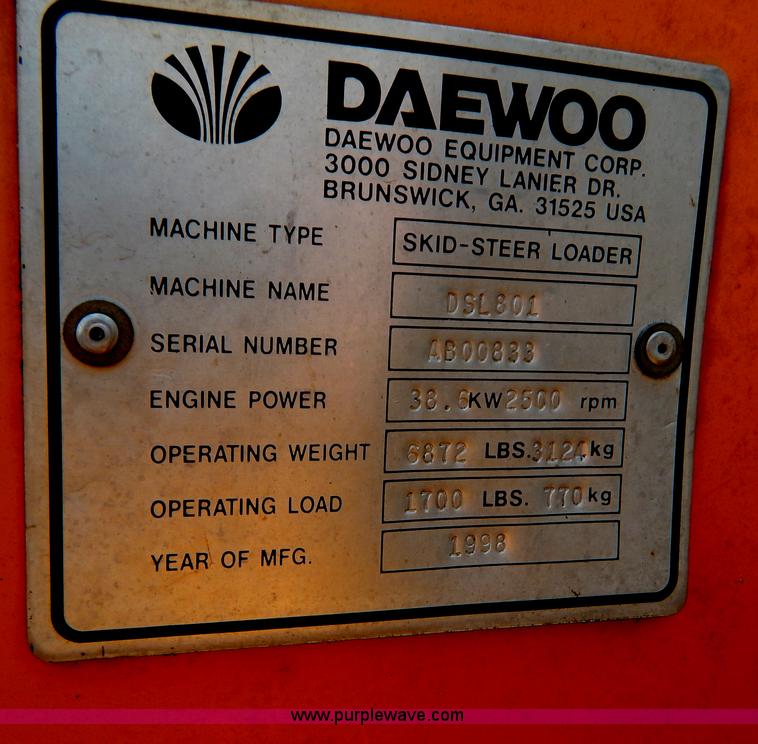 DAEWOO
DAEWOO EQUIPMENT CORP.
3000 SIDNEY LANIER DR.
BRUNSWICK, GA. 31525 USA
MACHINE TYPE SKID-STEER LOADER
MACHINE NAME DSL801
SERIAL NUMBER AB00833
ENGINE POWER 38.6KW2500 rpm
OPERATING WEIGHT 6872 LBS.3124kg
OPERATING LOAD 1700 LBS. 770kg
YEAR OF MFG. 1998
www.purplewave.com